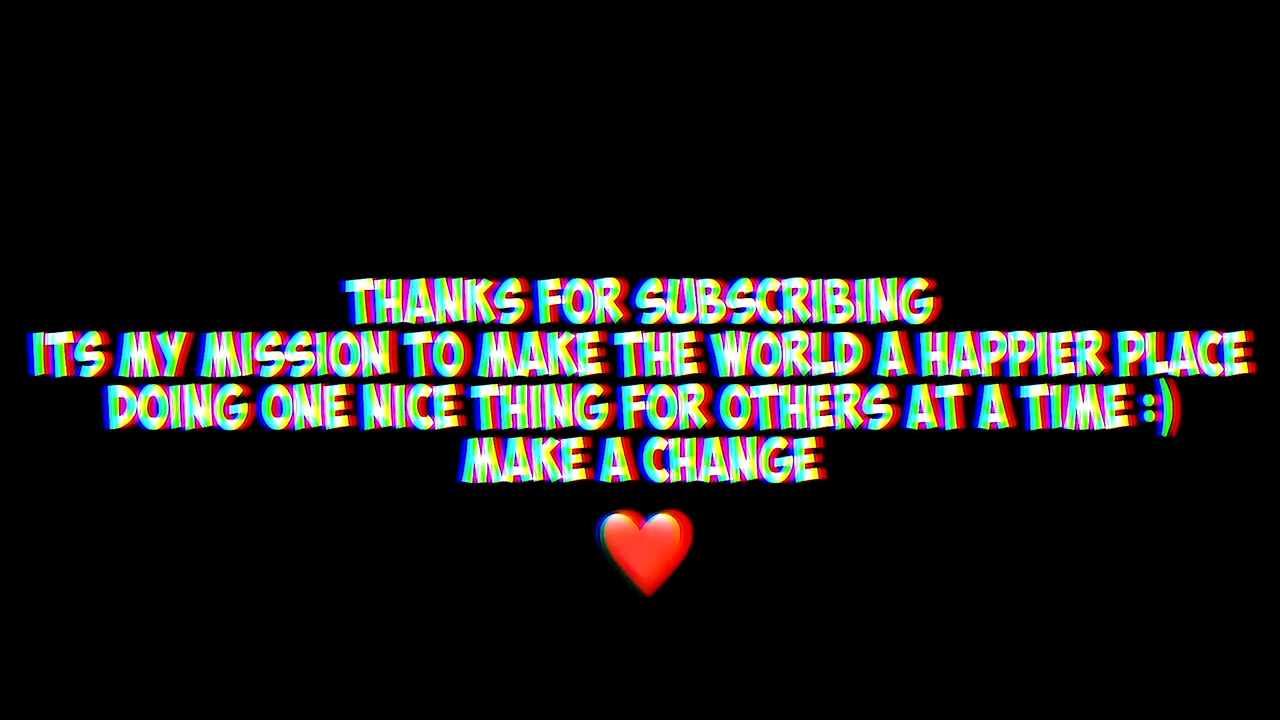 THANKS FOR SUBSCRIBING
ITS MY MISSION TO MAKE THE WORLD A HAPPIER PLACE
DOING ONE NICE THING FOR OTHERS AT A TIME :)
MAKE A CHANGE
❤️